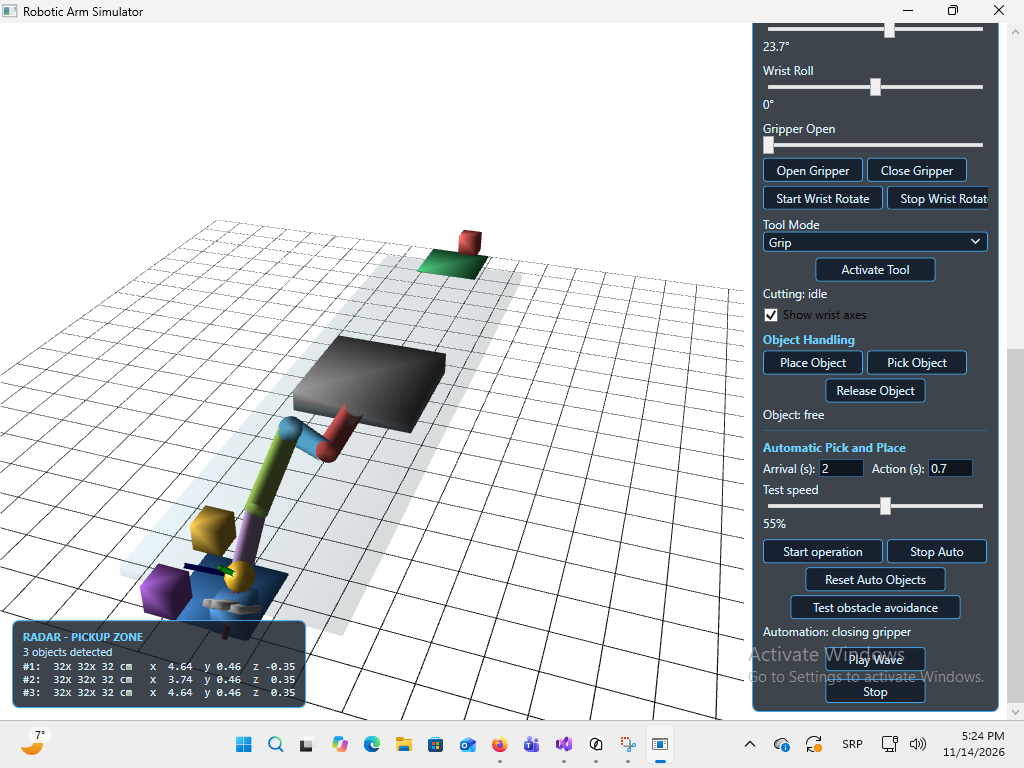 Robotic Arm Simulator
23.7°
Wrist Roll
0°
Gripper Open
Open Gripper Close Gripper
Start Wrist Rotate Stop Wrist Rotat
Tool Mode
Grip
Activate Tool
Cutting: idle
Show wrist axes
Object Handling
Place Object Pick Object
Release Object
Object: free
Automatic Pick and Place
Arrival (s): 2 Action (s): 0.7
Test speed
55%
Start operation Stop Auto
Reset Auto Objects
Test obstacle avoidance
Automation: closing gripper
Play Wave
Stop
Activate Windows
Go to Settings to activate Windows.
RADAR - PICKUP ZONE
3 objects detected
#1: 32x 32x 32 cm x 4.64 y 0.46 z -0.35
#2: 32x 32x 32 cm x 3.74 y 0.46 z 0.35
#3: 32x 32x 32 cm x 4.64 y 0.46 z 0.35
7°
SRP
5:24 PM
11/14/2026